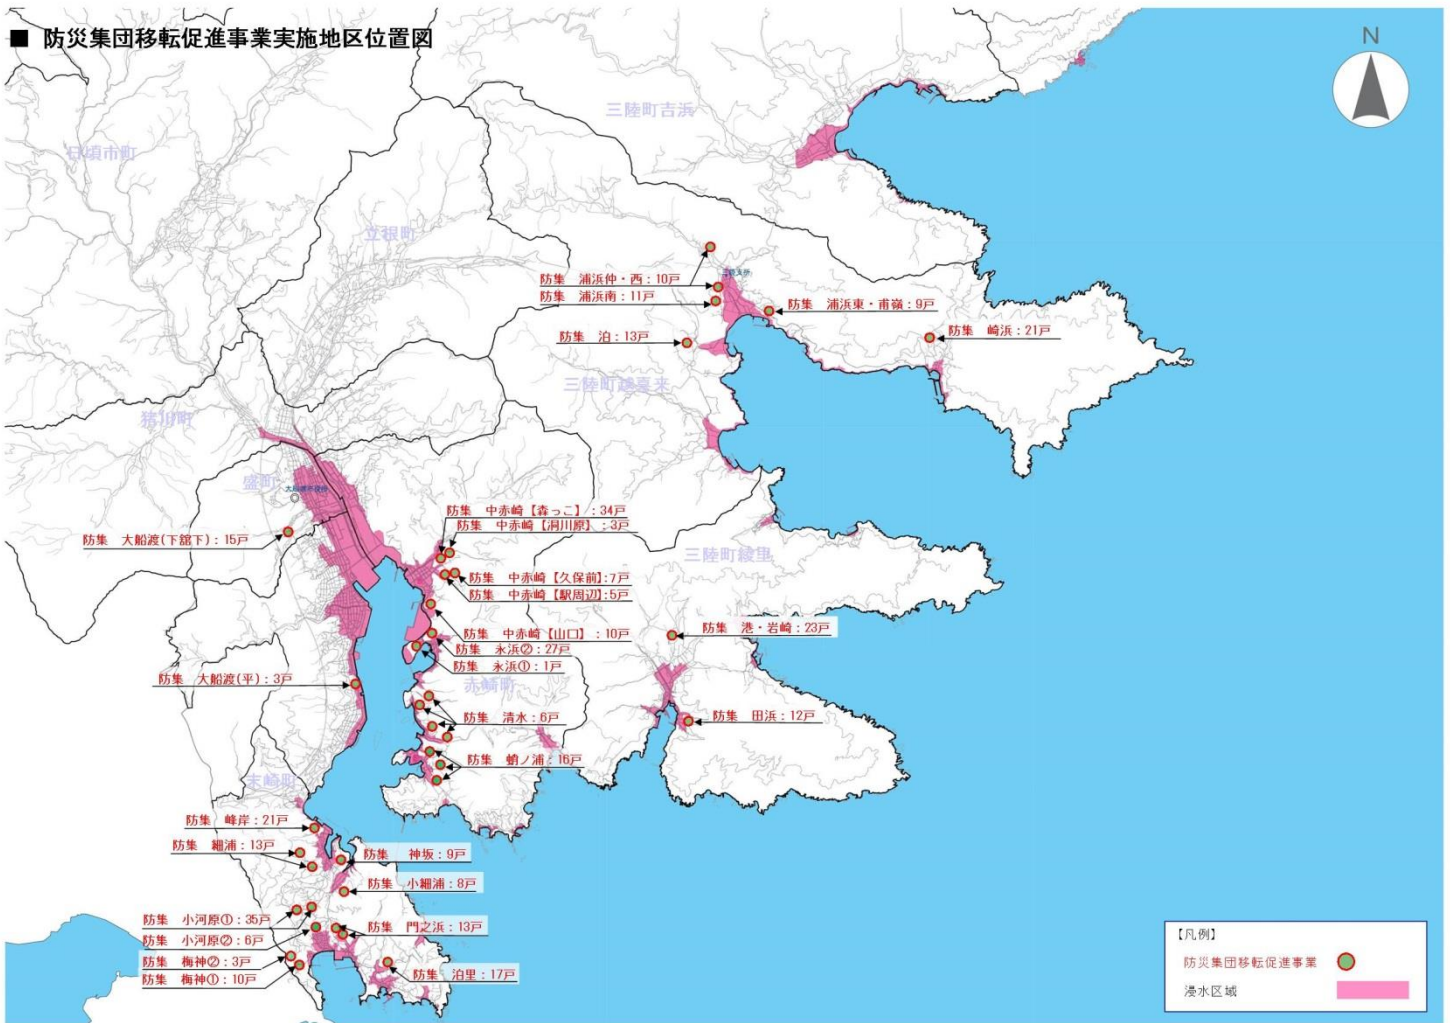 ■ 防災集団移転促進事業実施地区位置図
N
三陸町吉浜
日頃市町
立根町
防集 浦浜仲・西：10戸
防集 浦浜南：11戸
防集 浦浜東・甫嶺：9戸
防集 泊：13戸
防集 崎浜：21戸
三陸町越喜来
猪川町
盛町
防集 大船渡(下舘下)：15戸
防集 中赤崎【森っこ】：34戸
防集 中赤崎【洞川原】：3戸
三陸町綾里
防集 中赤崎【久保前】：7戸
防集 中赤崎【駅周辺】：5戸
防集 中赤崎【山口】：10戸
防集 港・岩崎：23戸
防集 永浜②：27戸
防集 永浜①：1戸
防集 大船渡(平)：3戸
赤崎町
防集 清水：6戸
防集 田浜：12戸
防集 蛸ノ浦：16戸
末崎町
防集 峰岸：21戸
防集 細浦：13戸
防集 神坂：9戸
防集 小細浦：8戸
防集 小河原①：35戸
防集 門之浜：13戸
防集 小河原②：6戸
防集 梅神②：3戸
防集 梅神①：10戸
防集 泊里：17戸
【凡例】
防災集団移転促進事業
浸水区域